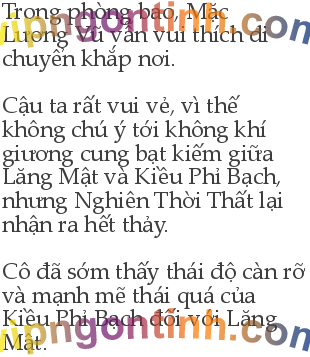 Trong phòng bao, Mặc
Lương Vũ vẫn vui thích di
chuyển khắp nơi.
Cậu ta rất vui vẻ, vì thế
không chú ý tới không khí
giương cung bạt kiếm giữa
Lăng Mật và Kiều Phỉ Bạch,
nhưng Nghiên Thời Thất lại
nhận ra hết thảy.
Cô đã sớm thấy thái độ càn rỡ
và mạnh mẽ thái quá của
Kiều Phỉ Bạch đối với Lăng
Mật.